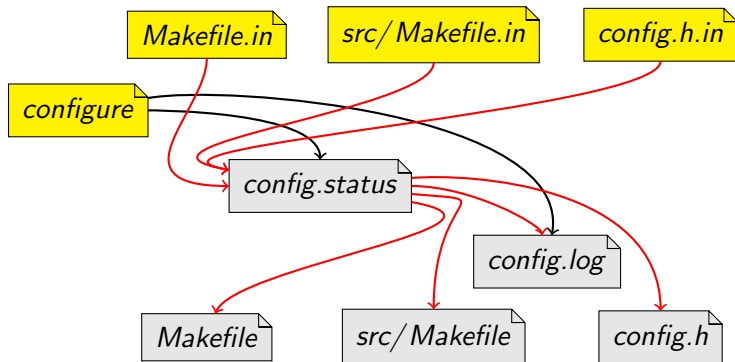 Makefile.in
src/Makefile.in
config.h.in
configure
config.status
config.log
Makefile
src/Makefile
config.h